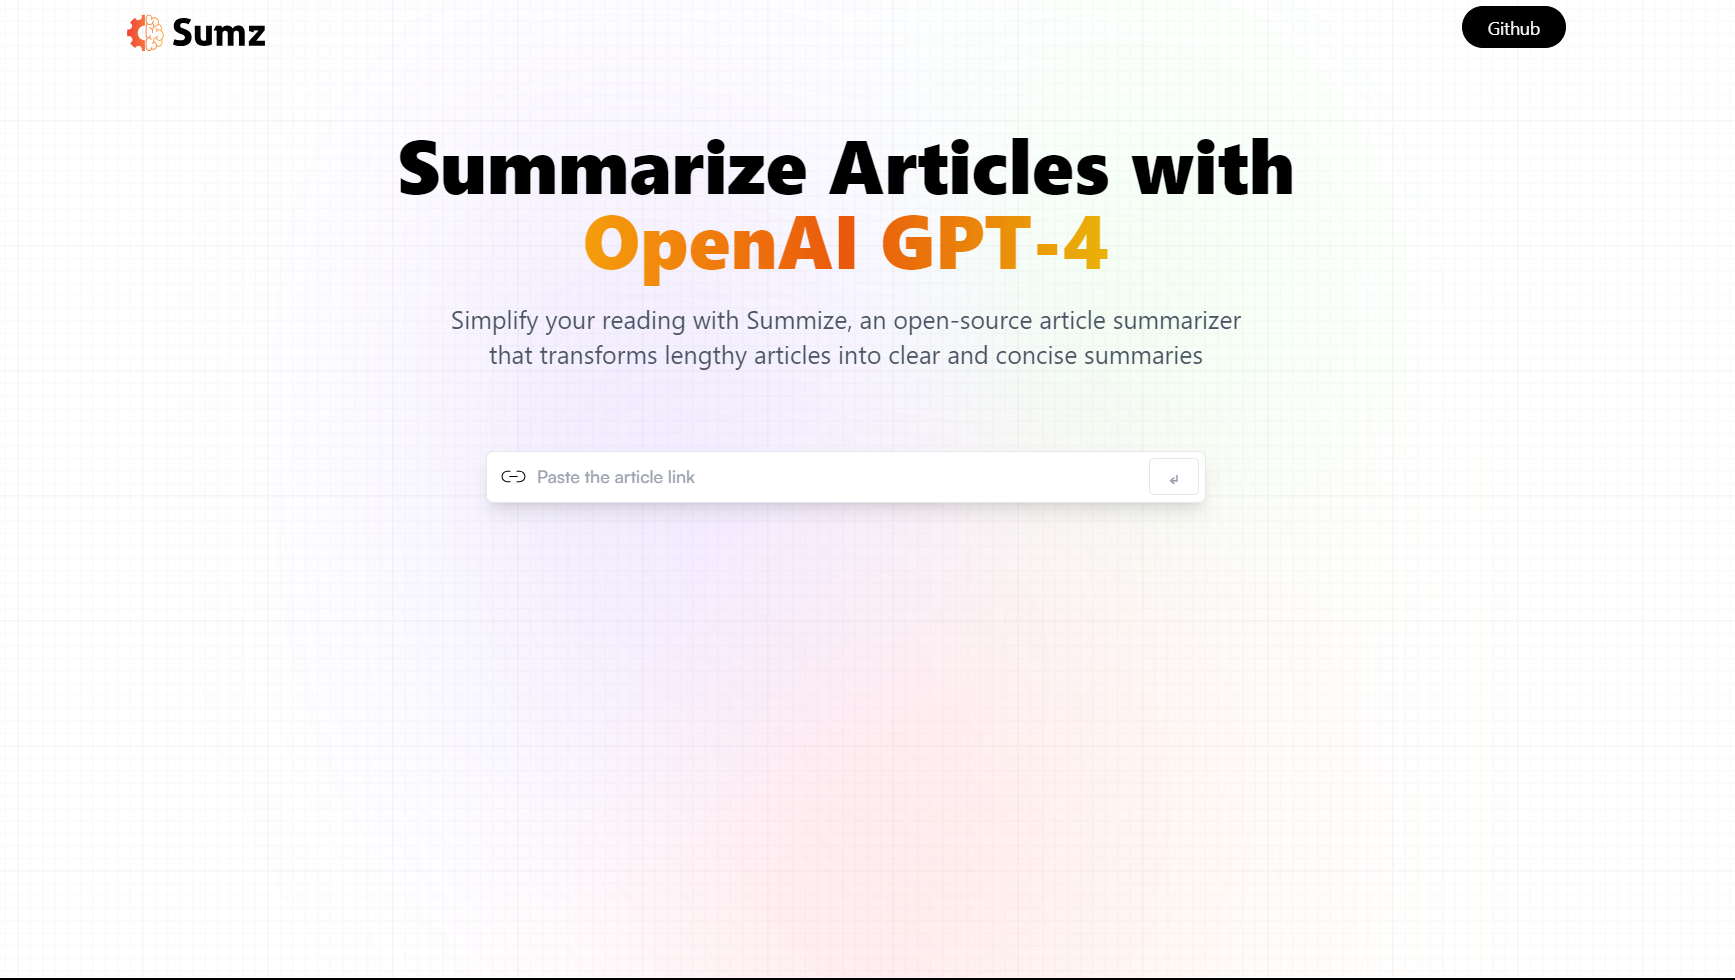 Sumz
Github
Summarize Articles with
OpenAI GPT-4
Simplify your reading with Summize, an open-source article summarizer
that transforms lengthy articles into clear and concise summaries
Paste the article link
↵